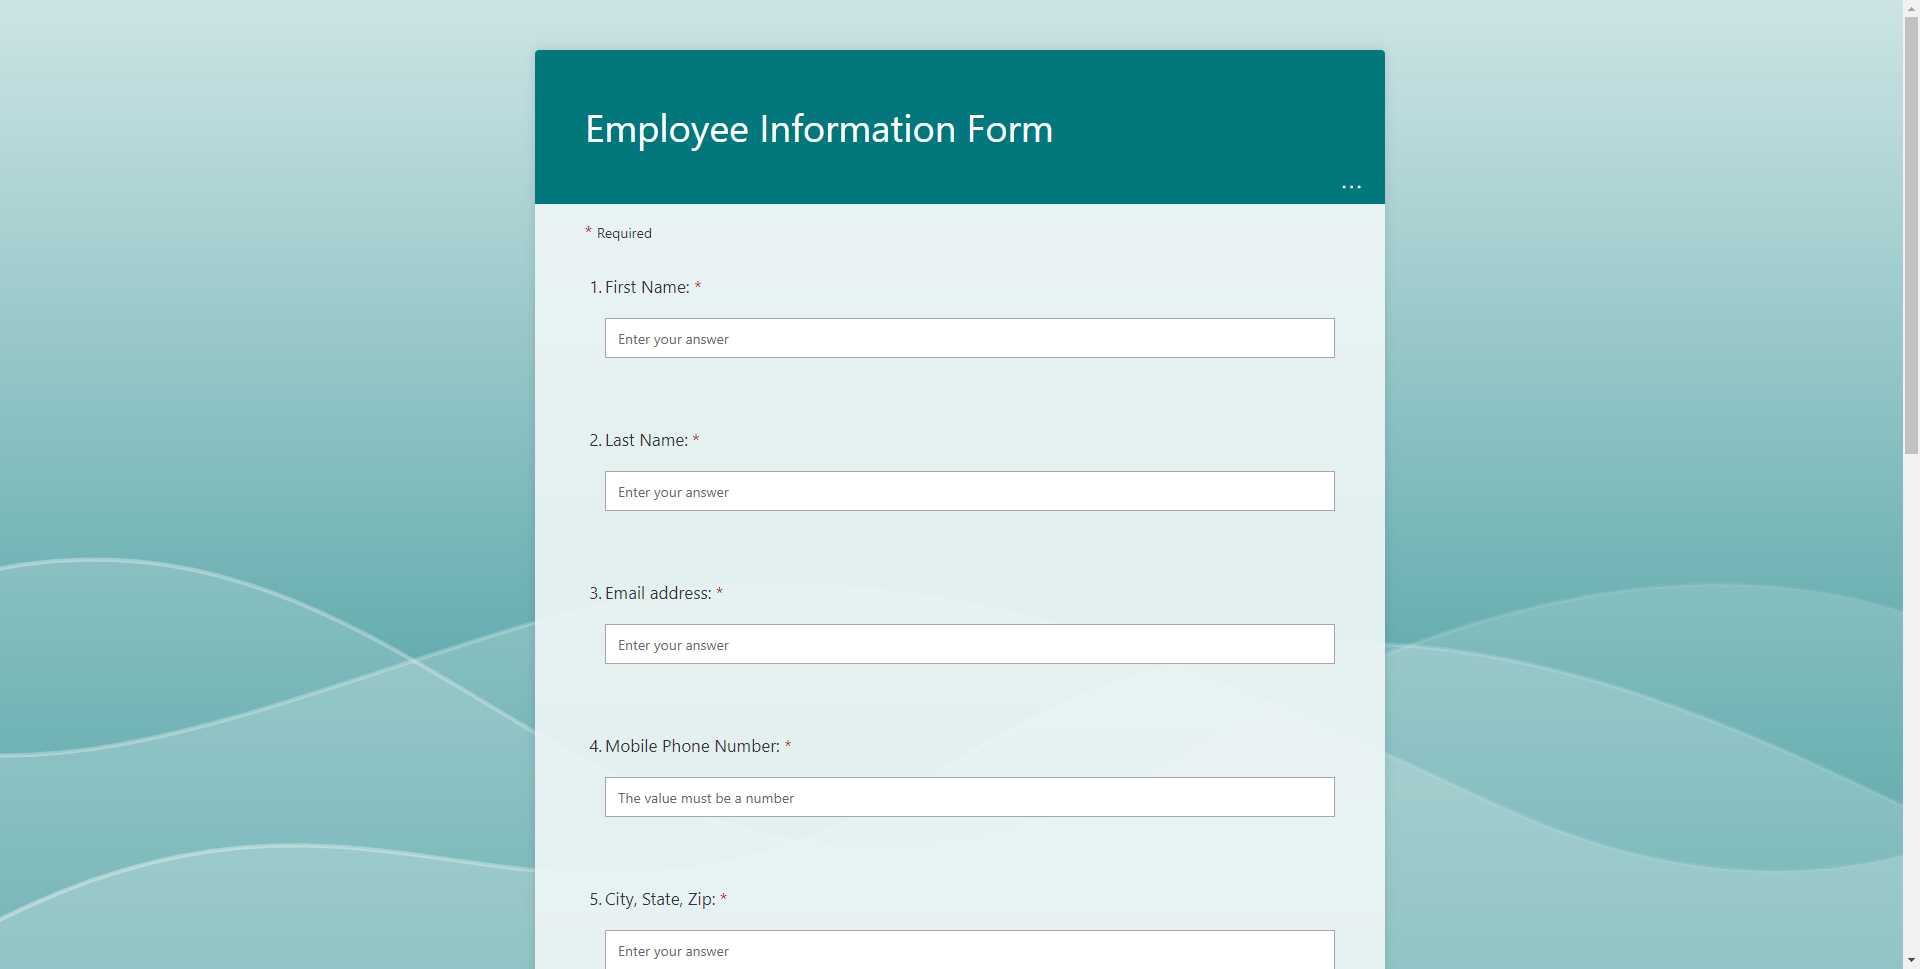 Employee Information Form
...
* Required
1. First Name: *
Enter your answer
2. Last Name: *
Enter your answer
3. Email address: *
Enter your answer
4. Mobile Phone Number: *
The value must be a number
5. City, State, Zip: *
Enter your answer